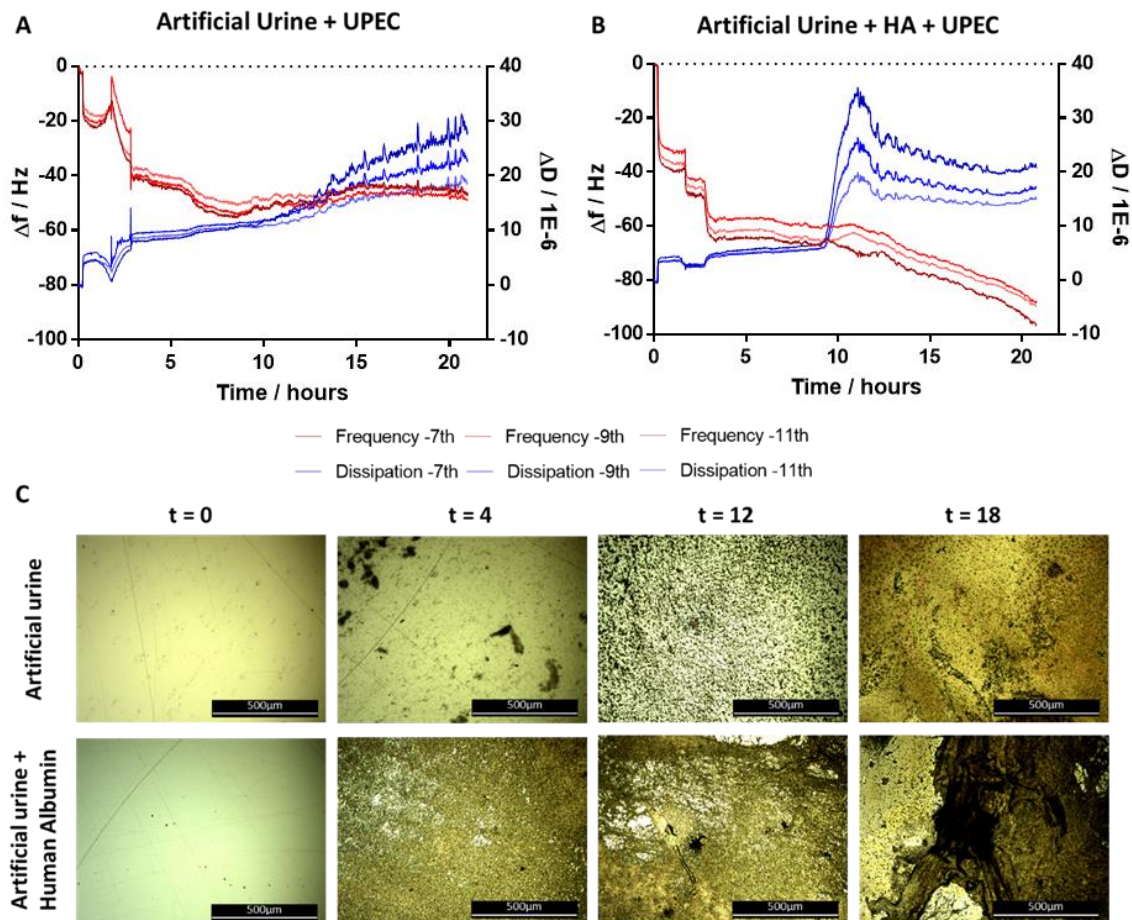 A
Artificial Urine + UPEC
0
-20
-40
-60
-80
-100
Δf / Hz
40
30
20
10
0
-10
ΔD / 1E-6
0
5
10
15
20
Time / hours
B
Artificial Urine + HA + UPEC
0
-20
-40
-60
-80
-100
Δf / Hz
40
30
20
10
0
-10
ΔD / 1E-6
0
5
10
15
20
Time / hours
Frequency -7th
Frequency -9th
Frequency -11th
Dissipation -7th
Dissipation -9th
Dissipation -11th
C
t = 0
t = 4
t = 12
t = 18
Artificial urine
500µm
500µm
500µm
500µm
Artificial urine +
Human Albumin
500µm
500µm
500µm
500µm